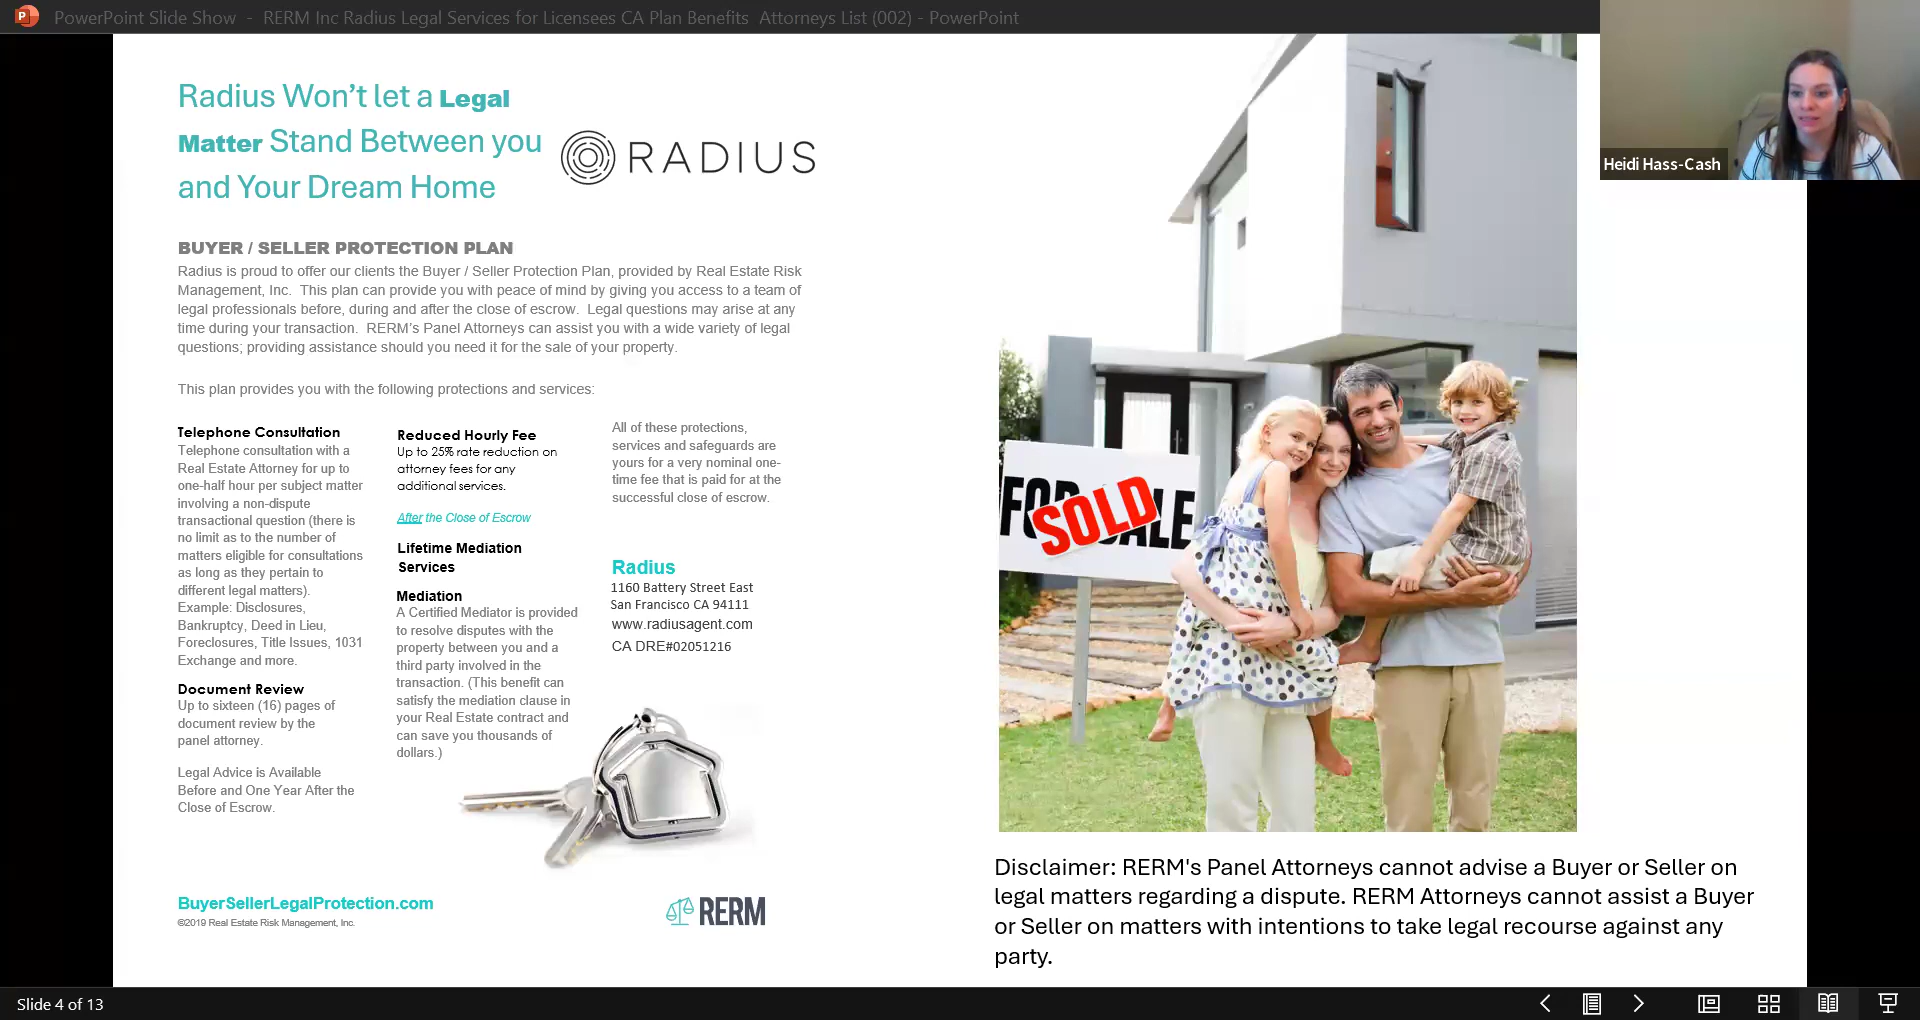 PowerPoint Slide Show - RERM Inc Radius Legal Services for Licensees CA Plan Benefits Attorneys List (002) - PowerPoint
Radius Won't let a Legal
Matter Stand Between you
and Your Dream Home
RADIUS
BUYER / SELLER PROTECTION PLAN
Radius is proud to offer our clients the Buyer / Seller Protection Plan, provided by Real Estate Risk
Management, Inc. This plan can provide you with peace of mind by giving you access to a team of
legal professionals before, during and after the close of escrow. Legal questions may arise at any
time during your transaction. RERM's Panel Attorneys can assist you with a wide variety of legal
questions; providing assistance should you need it for the sale of your property.
This plan provides you with the following protections and services:
Telephone Consultation
Telephone consultation with a
Real Estate Attorney for up to
one-half hour per subject matter
involving a non-dispute
transactional question (there is
no limit as to the number of
matters eligible for consultations
as long as they pertain to
different legal matters).
Example: Disclosures,
Bankruptcy, Deed in Lieu,
Foreclosures, Title Issues, 1031
Exchange and more.
Document Review
Up to sixteen (16) pages of
document review by the
panel attorney.
Legal Advice is Available
Before and One Year After the
Close of Escrow.
Reduced Hourly Fee
Up to 25% rate reduction on
attorney fees for any
additional services.
After the Close of Escrow
Lifetime Mediation
Services
Mediation
A Certified Mediator is provided
to resolve disputes with the
property between you and a
third party involved in the
transaction. (This benefit can
satisfy the mediation clause in
your Real Estate contract and
can save you thousands of
dollars.)
All of these protections,
services and safeguards are
yours for a very nominal one-
time fee that is paid for at the
successful close of escrow.
Radius
1160 Battery Street East
San Francisco CA 94111
www.radiusagent.com
CA DRE#02051216
BuyerSellerLegalProtection.com
©2019 Real Estate Risk Management, Inc.
RERM
SOLD
Disclaimer: RERM's Panel Attorneys cannot advise a Buyer or Seller on
legal matters regarding a dispute. RERM Attorneys cannot assist a Buyer
or Seller on matters with intentions to take legal recourse against any
party.
Heidi Hass-Cash
Slide 4 of 13